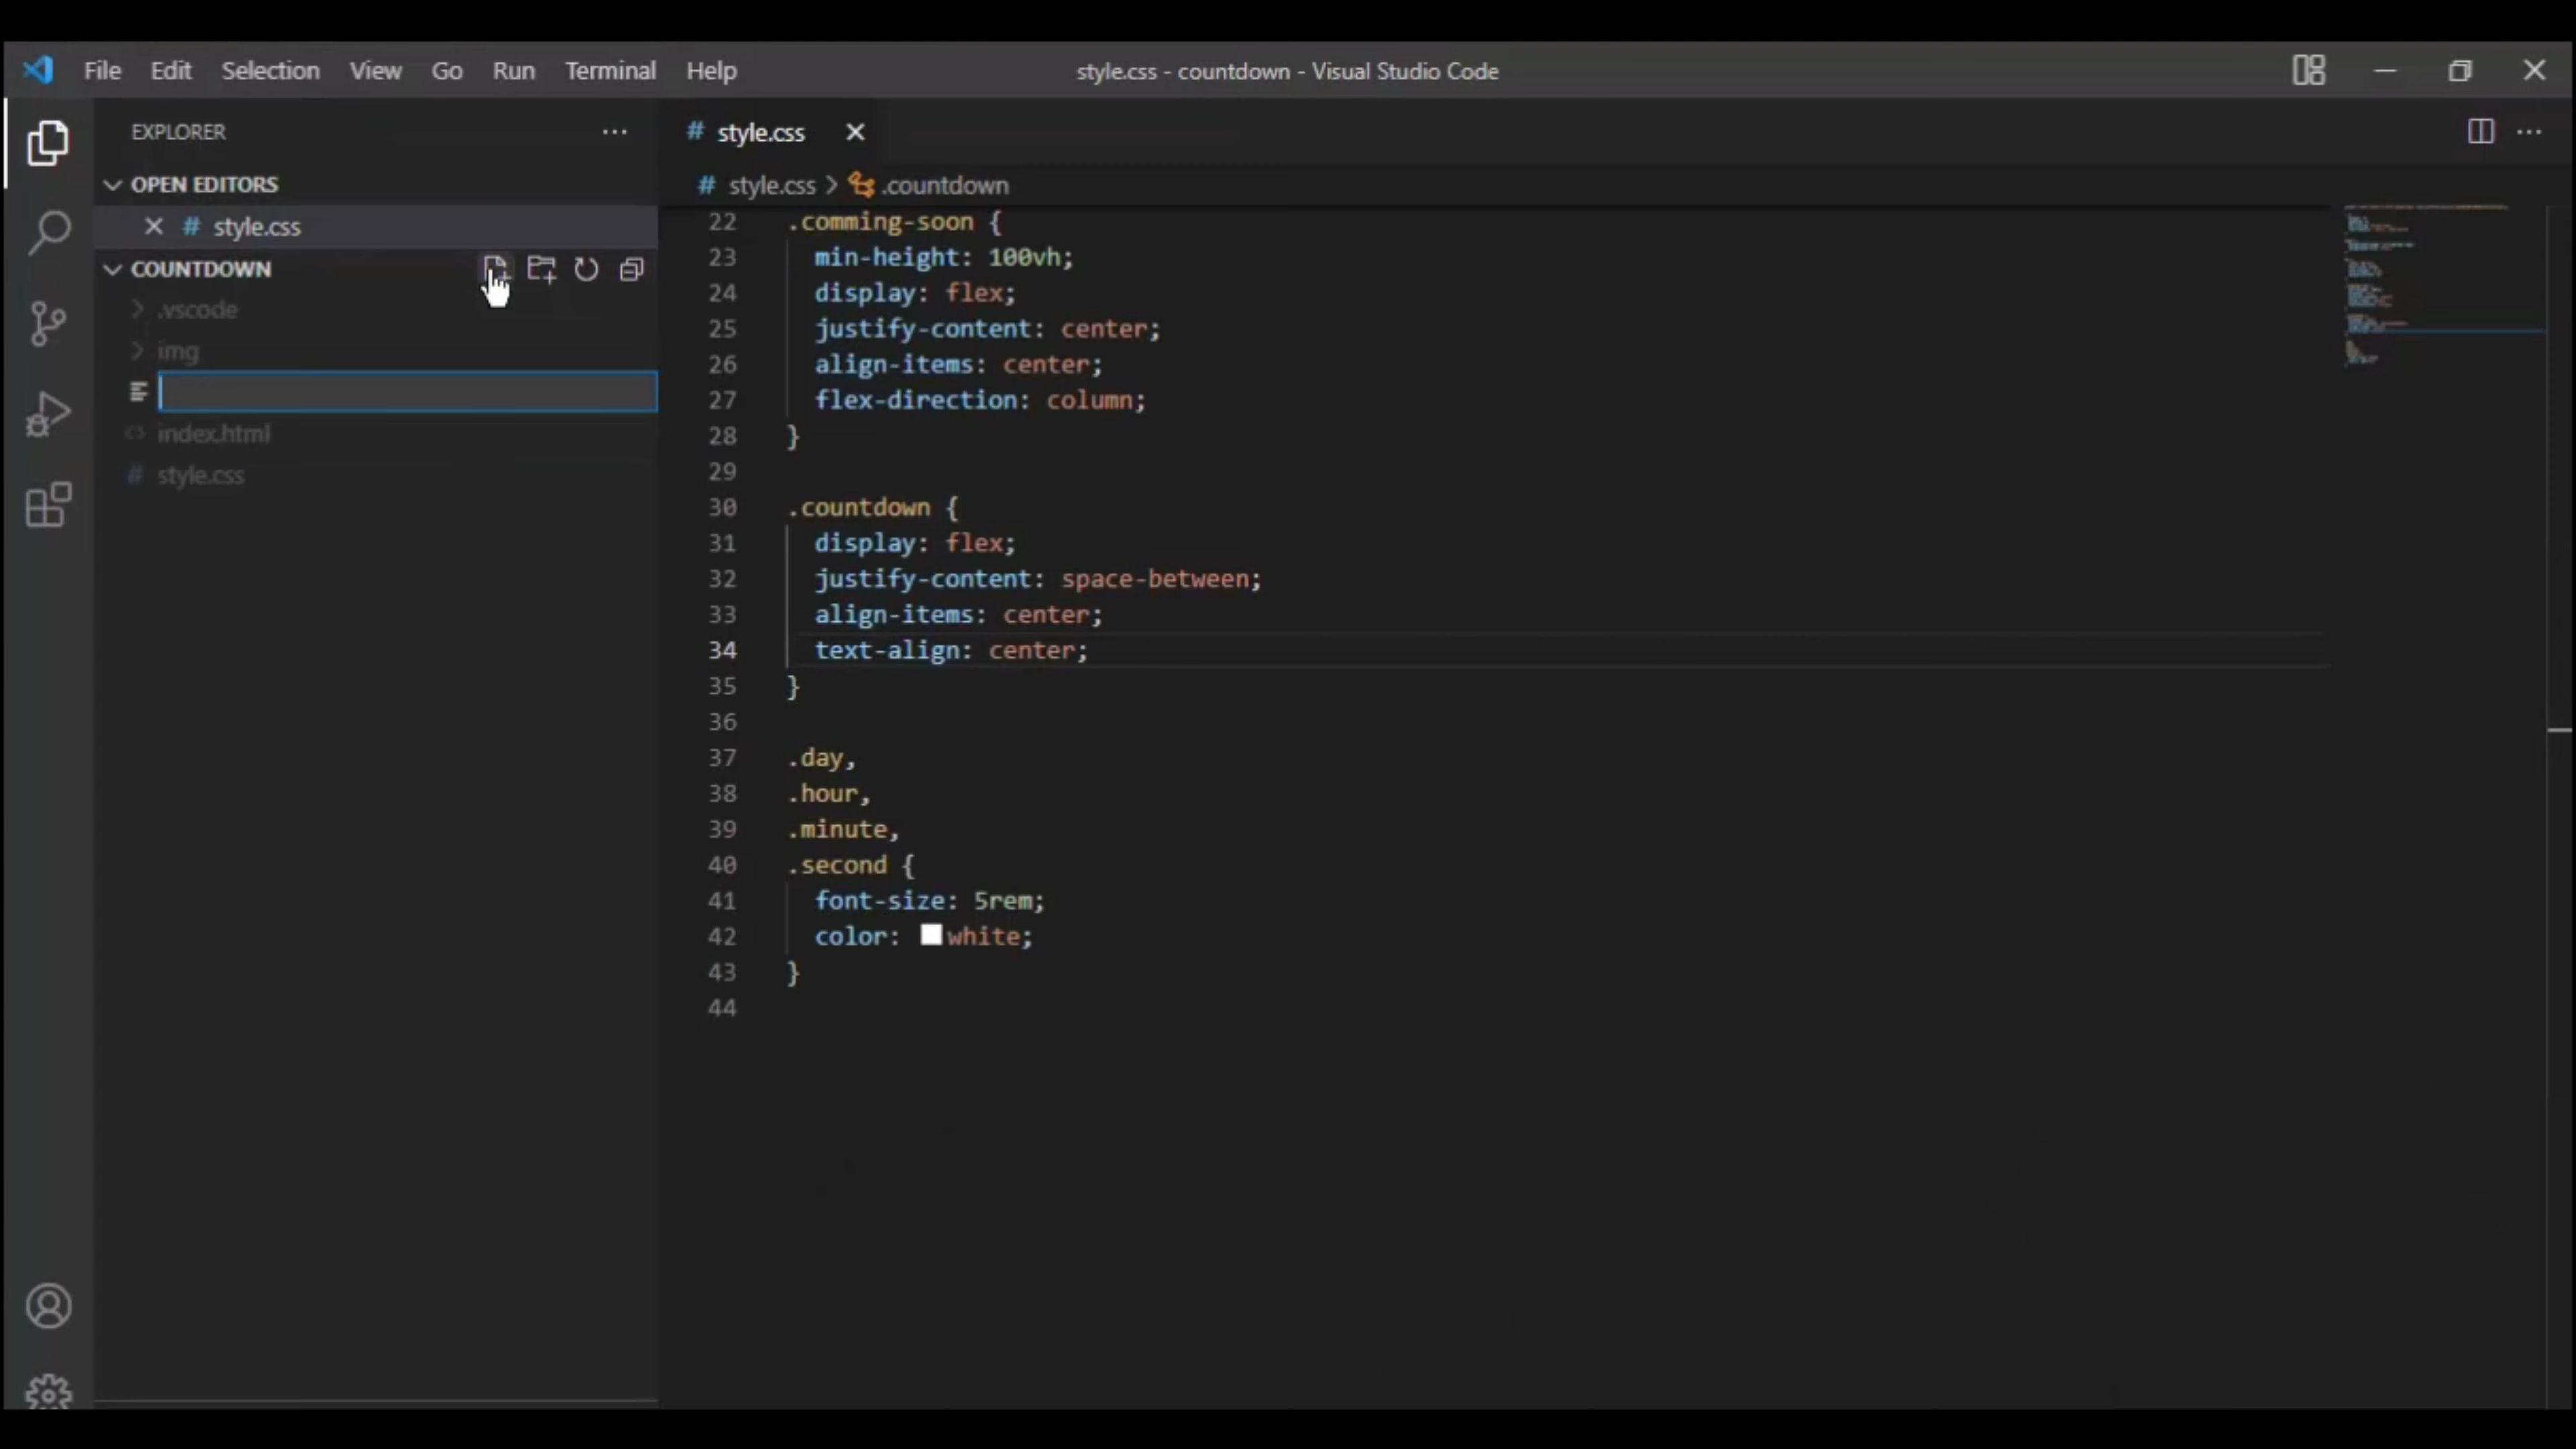 File Edit Selection View Go Run Terminal Help
style.css - countdown - Visual Studio Code
EXPLORER
OPEN EDITORS
# style.css
COUNTDOWN
.vscode
img
index.html
# style.css
# style.css
# style.css > .countdown
22 .comming-soon {
23 min-height: 100vh;
24 display: flex;
25 justify-content: center;
26 align-items: center;
27 flex-direction: column;
28 }
29
30 .countdown {
31 display: flex;
32 justify-content: space-between;
33 align-items: center;
34 text-align: center;
35 }
36
37 .day,
38 .hour,
39 .minute,
40 .second {
41 font-size: 5rem;
42 color: white;
43 }
44